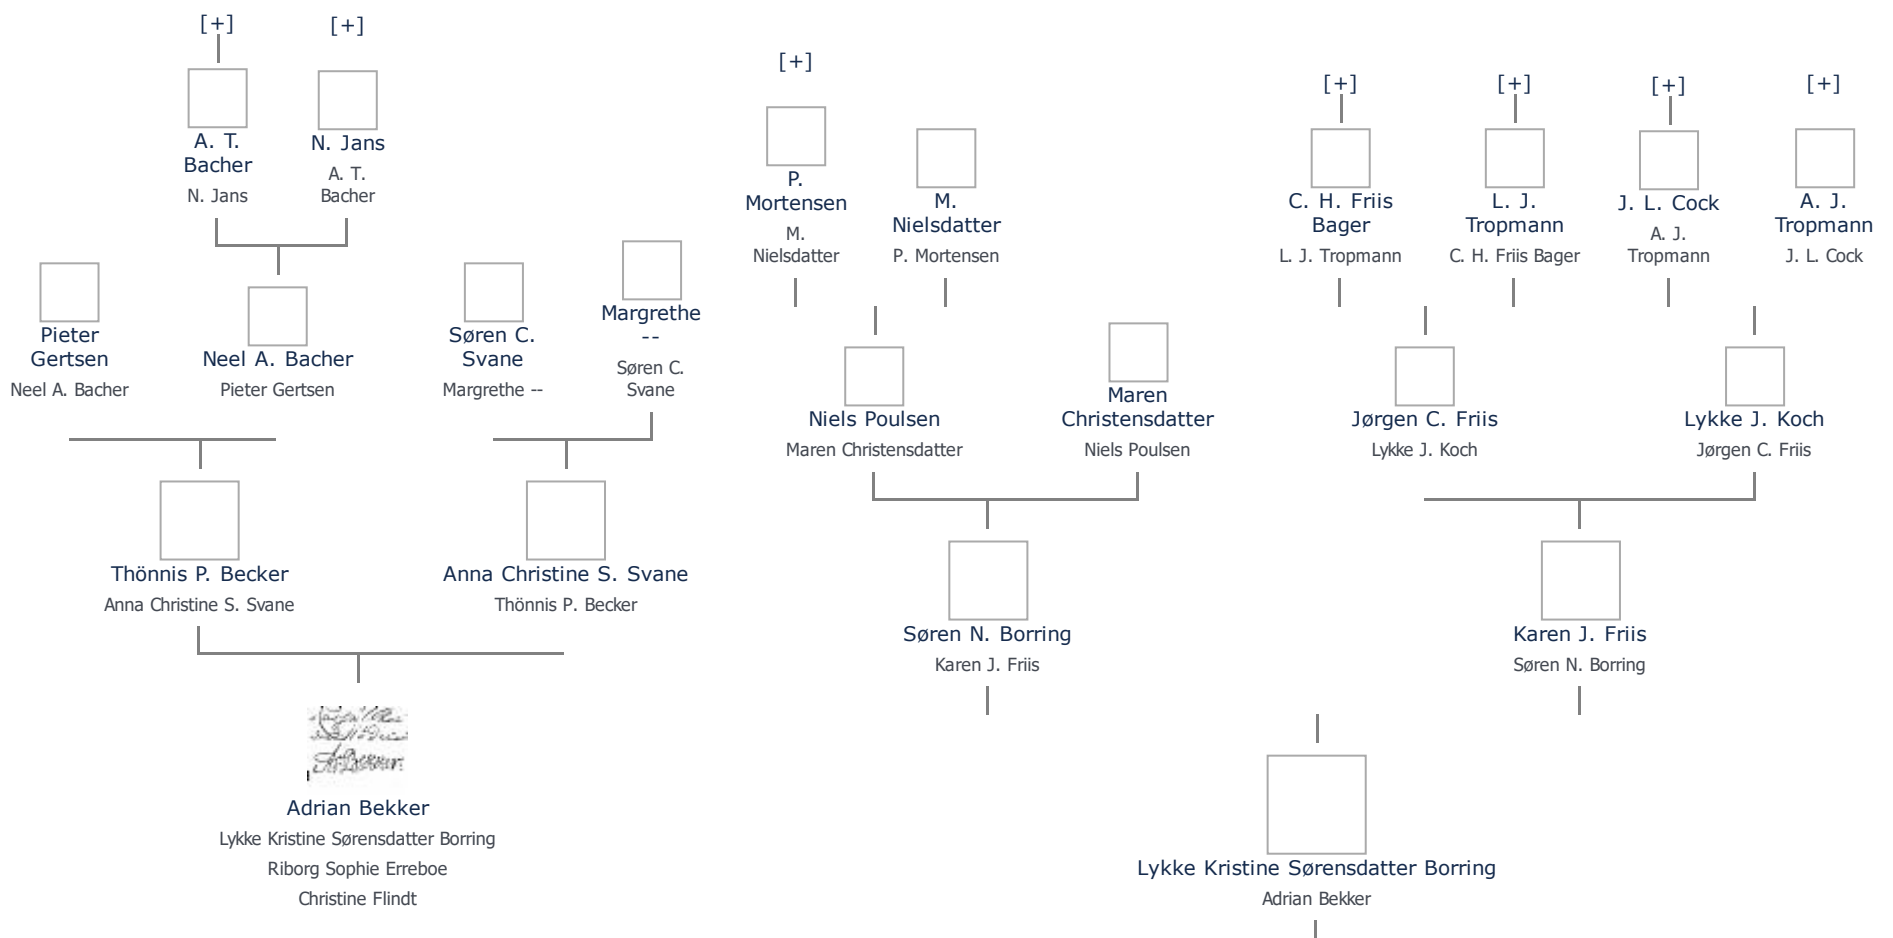 [+]
[+]
A. T.
Bacher
N. Jans
N. Jans
A. T.
Bacher
Pieter
Gertsen
Neel A. Bacher
Neel A. Bacher
Pieter Gertsen
Søren C.
Svane
Margrethe --
Margrethe
--
Søren C.
Svane
Thönnis P. Becker
Anna Christine S. Svane
Anna Christine S. Svane
Thönnis P. Becker
Adrian Bekker
Lykke Kristine Sørensdatter Borring
Riborg Sophie Erreboe
Christine Flindt
[+]
P.
Mortensen
M.
Nielsdatter
M.
Nielsdatter
P. Mortensen
Niels Poulsen
Maren Christensdatter
Maren
Christensdatter
Niels Poulsen
Søren N. Borring
Karen J. Friis
[+]
[+]
[+]
[+]
C. H. Friis
Bager
L. J. Tropmann
L. J.
Tropmann
C. H. Friis Bager
J. L. Cock
A. J.
Tropmann
A. J.
Tropmann
J. L. Cock
Jørgen C. Friis
Lykke J. Koch
Lykke J. Koch
Jørgen C. Friis
Karen J. Friis
Søren N. Borring
Lykke Kristine Sørensdatter Borring
Adrian Bekker